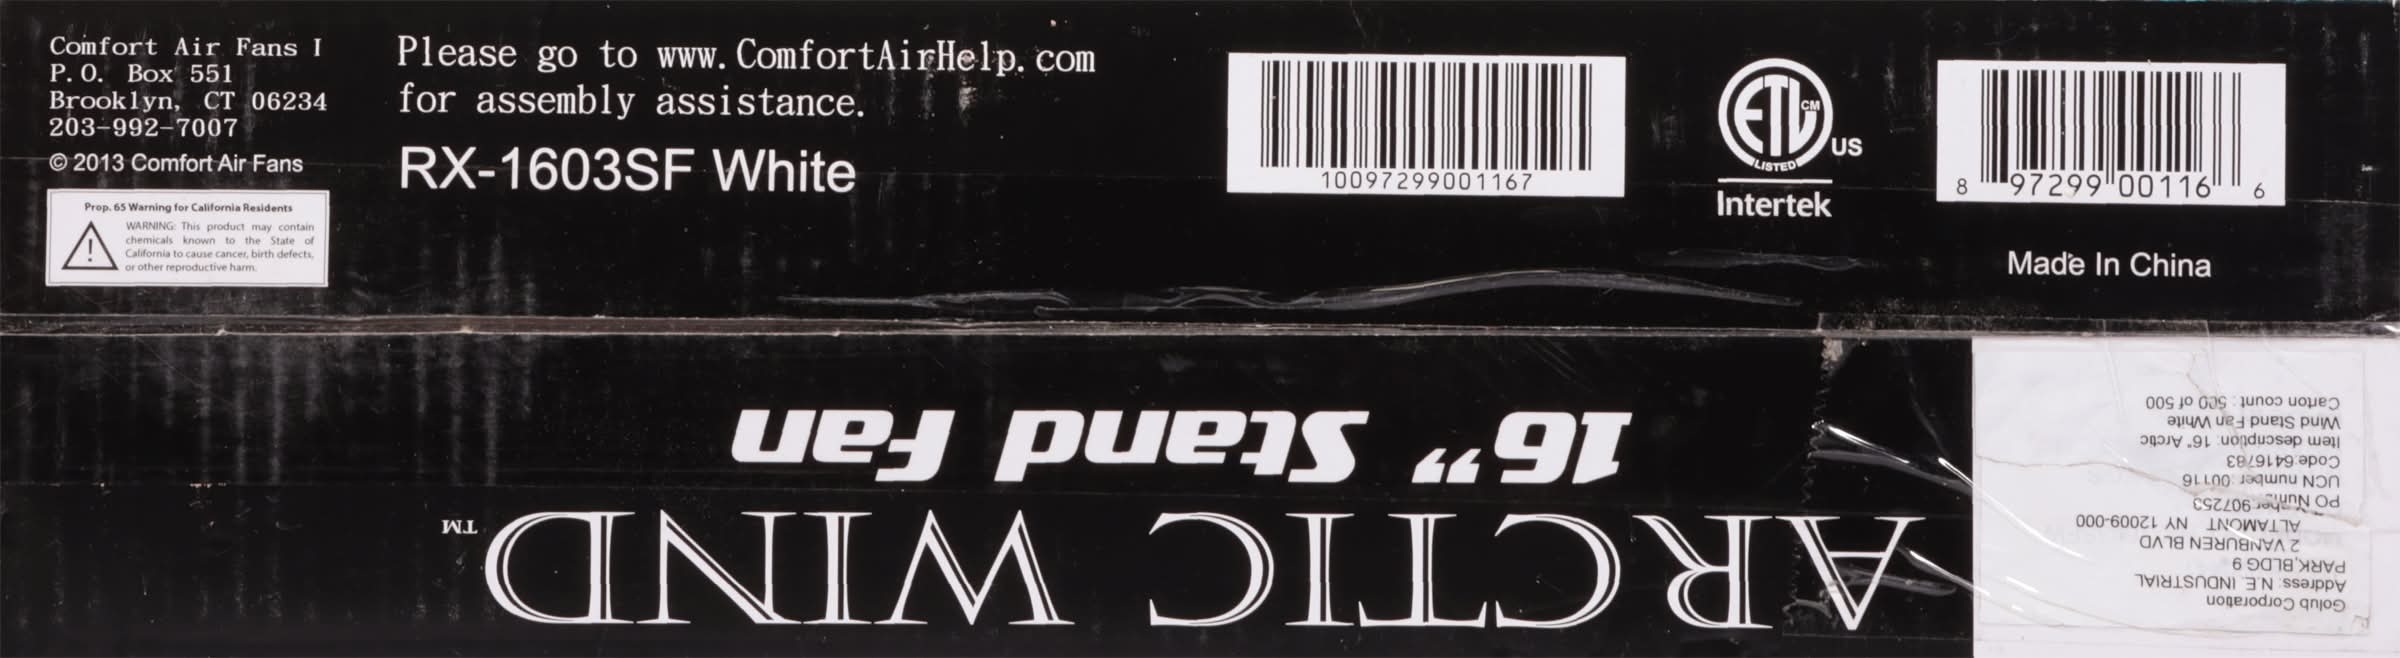 Comfort Air Fans I
P.O. Box 551
Brooklyn, CT 06234
203-992-7007
© 2013 Comfort Air Fans
Prop. 65 Warning for California Residents
WARNING: This product may contain
chemicals known to the State of
California to cause cancer, birth defects,
or other reproductive harm.
Please go to www.ComfortAirHelp.com
for assembly assistance.
RX-1603SF White
10097299001167
ETL CM
LISTED
US
Intertek
8 97299 00116 6
Made In China
ARCTIC WIND™
16” Stand Fan
Golub Corporation
Address: N.E. INDUSTRIAL
PARK,BLDG 9
2 VANBUREN BLVD
ALTAMONT NY 12009-000
PO Number 907253
UCN number :00116
Code:6416783
Item description: 16" Arctic
Wind Stand Fan White
Carton count : 500 of 500